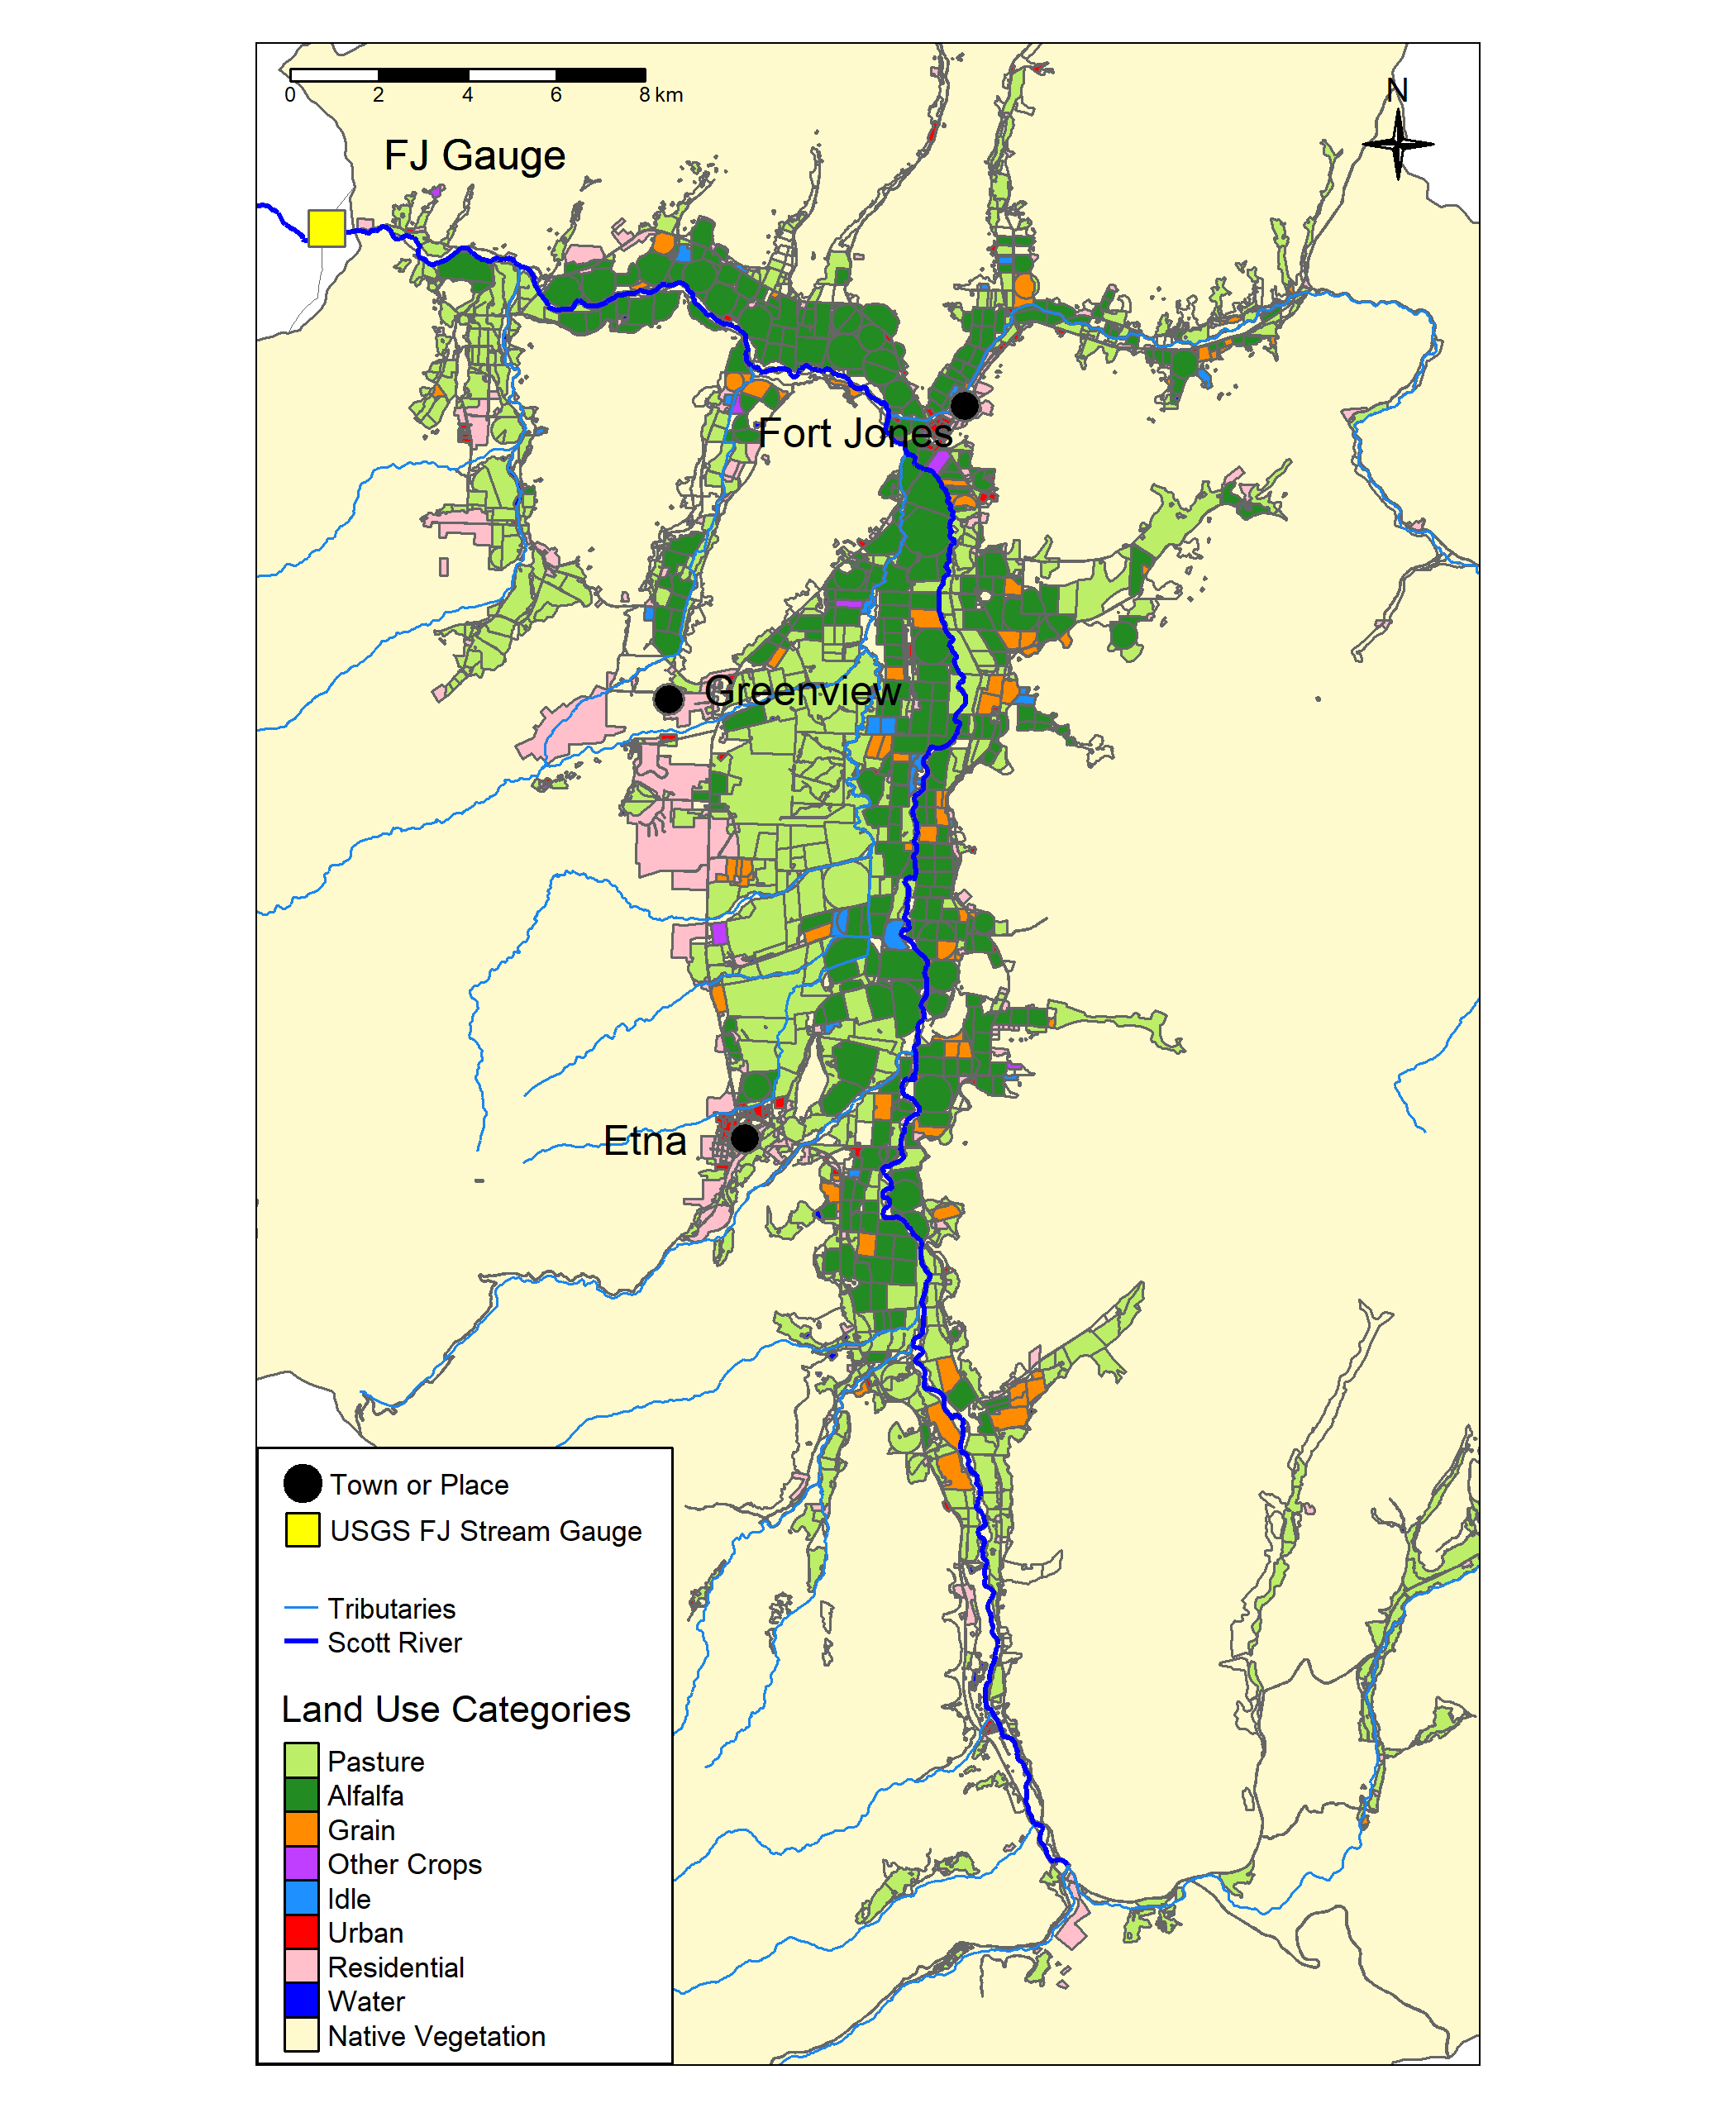 N
0 2 4 6 8 km
FJ Gauge
Fort Jones
Greenview
Etna
Town or Place
USGS FJ Stream Gauge
Tributaries
Scott River
Land Use Categories
Pasture
Alfalfa
Grain
Other Crops
Idle
Urban
Residential
Water
Native Vegetation